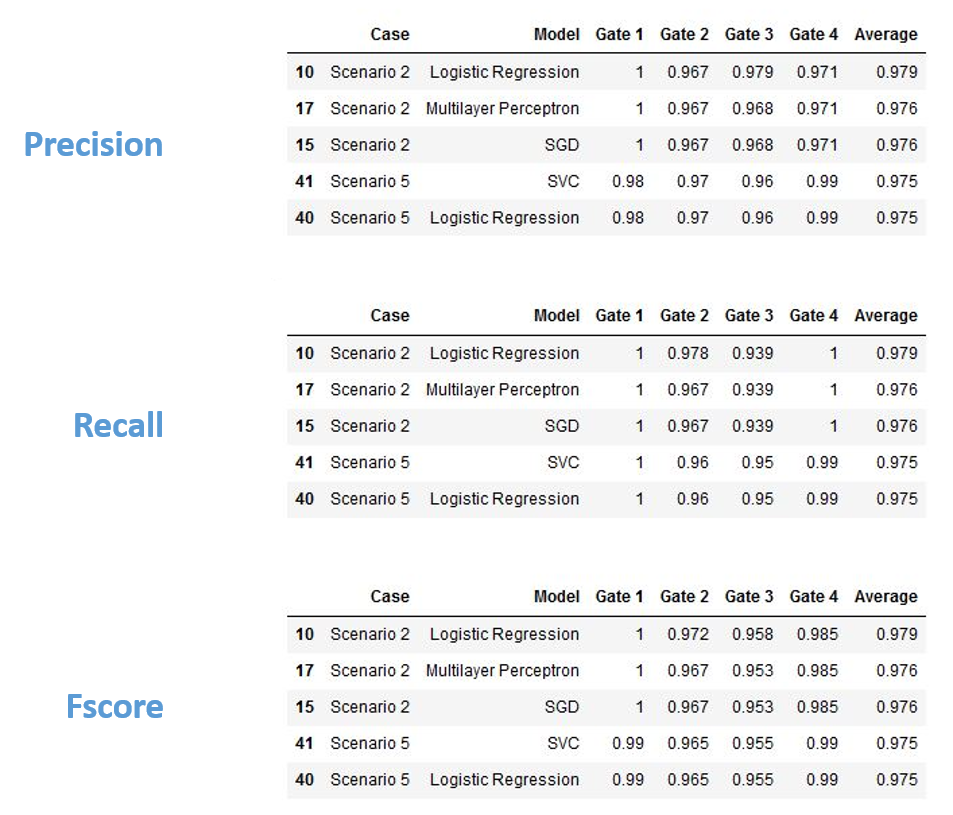 Case Model Gate 1 Gate 2 Gate 3 Gate 4 Average
10 Scenario 2 Logistic Regression 1 0.967 0.979 0.971 0.979
17 Scenario 2 Multilayer Perceptron 1 0.967 0.968 0.971 0.976
Precision
15 Scenario 2 SGD 1 0.967 0.968 0.971 0.976
41 Scenario 5 SVC 0.98 0.97 0.96 0.99 0.975
40 Scenario 5 Logistic Regression 0.98 0.97 0.96 0.99 0.975
Case Model Gate 1 Gate 2 Gate 3 Gate 4 Average
10 Scenario 2 Logistic Regression 1 0.978 0.939 1 0.979
17 Scenario 2 Multilayer Perceptron 1 0.967 0.939 1 0.976
Recall
15 Scenario 2 SGD 1 0.967 0.939 1 0.976
41 Scenario 5 SVC 1 0.96 0.95 0.99 0.975
40 Scenario 5 Logistic Regression 1 0.96 0.95 0.99 0.975
Case Model Gate 1 Gate 2 Gate 3 Gate 4 Average
10 Scenario 2 Logistic Regression 1 0.972 0.958 0.985 0.979
17 Scenario 2 Multilayer Perceptron 1 0.967 0.953 0.985 0.976
Fscore
15 Scenario 2 SGD 1 0.967 0.953 0.985 0.976
41 Scenario 5 SVC 0.99 0.965 0.955 0.99 0.975
40 Scenario 5 Logistic Regression 0.99 0.965 0.955 0.99 0.975